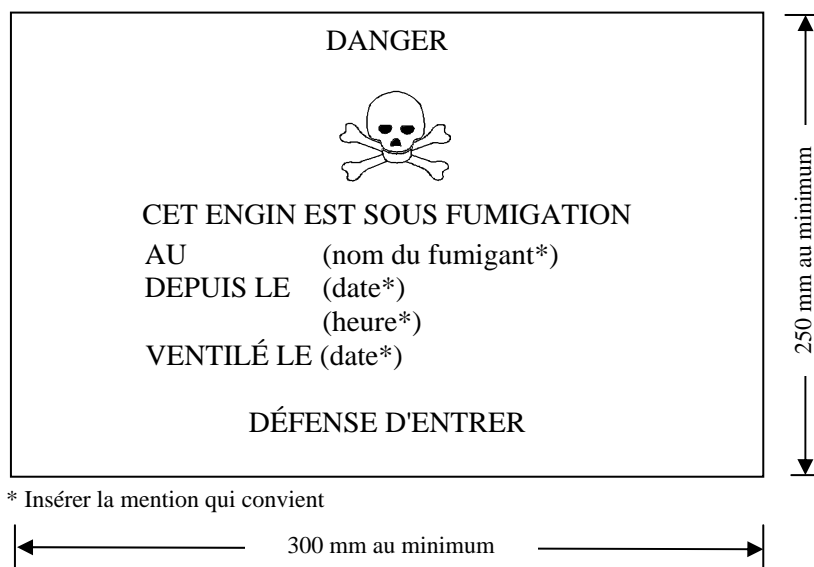 DANGER
CET ENGIN EST SOUS FUMIGATION
AU (nom du fumigant*)
DEPUIS LE (date*)
(heure*)
VENTILÉ LE (date*)
DÉFENSE D'ENTRER
250 mm au minimum
* Insérer la mention qui convient
300 mm au minimum